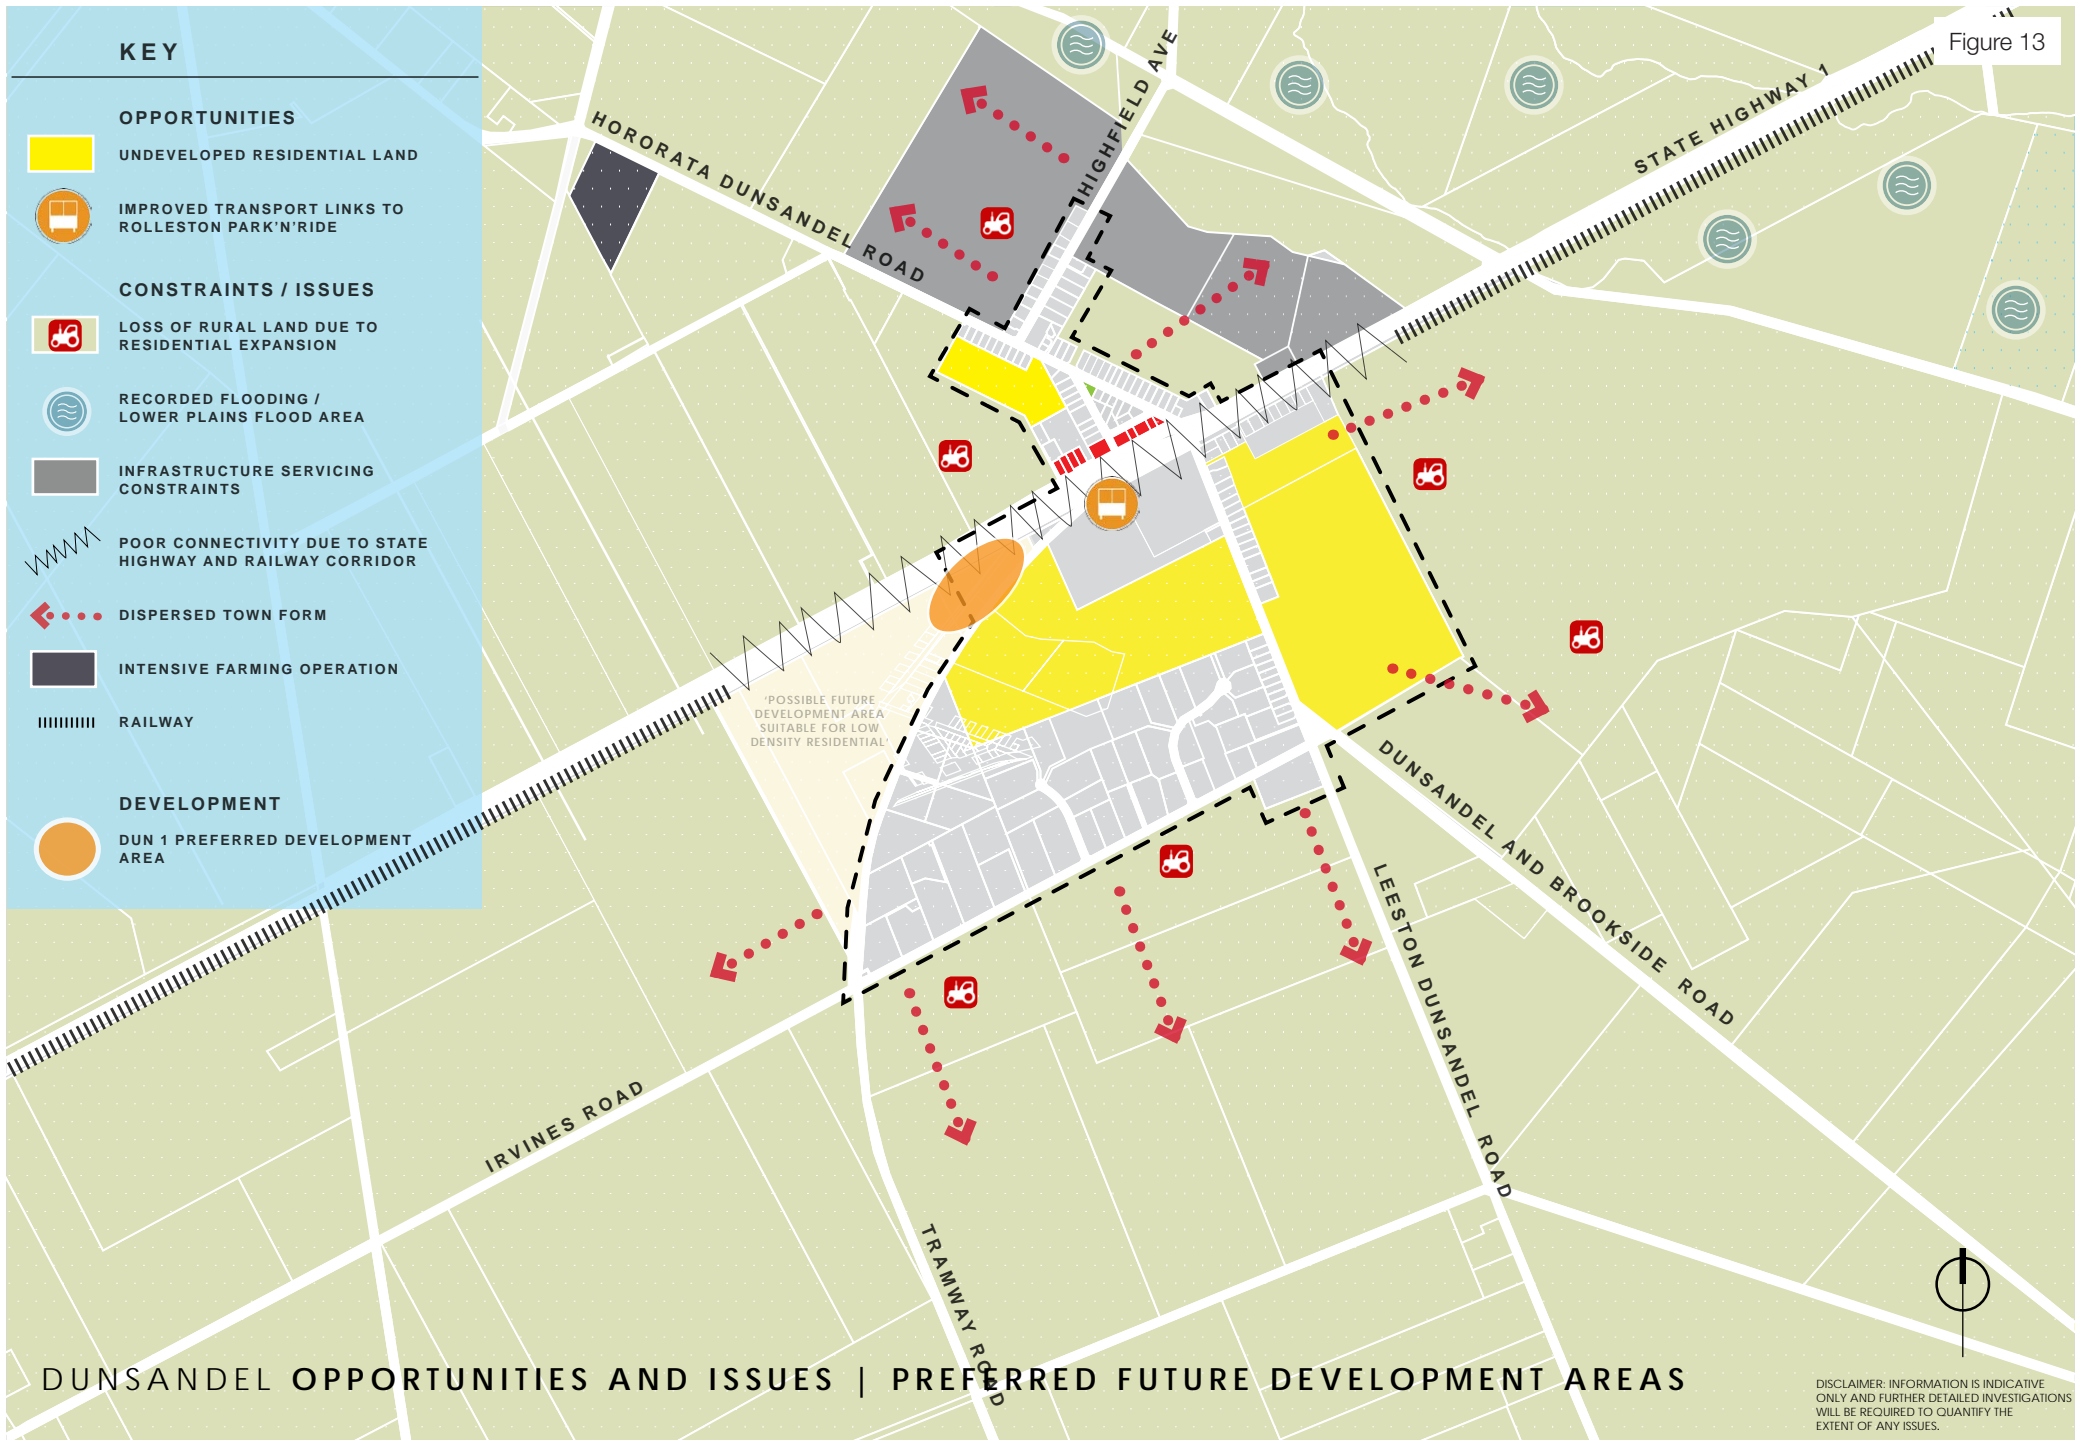 Figure 13
KEY
OPPORTUNITIES
UNDEVELOPED RESIDENTIAL LAND
IMPROVED TRANSPORT LINKS TO
ROLLESTON PARK'N'RIDE
CONSTRAINTS / ISSUES
LOSS OF RURAL LAND DUE TO
RESIDENTIAL EXPANSION
RECORDED FLOODING /
LOWER PLAINS FLOOD AREA
INFRASTRUCTURE SERVICING
CONSTRAINTS
POOR CONNECTIVITY DUE TO STATE
HIGHWAY AND RAILWAY CORRIDOR
DISPERSED TOWN FORM
INTENSIVE FARMING OPERATION
RAILWAY
DEVELOPMENT
DUN 1 PREFERRED DEVELOPMENT
AREA
HORORATA DUNSANDEL ROAD
HIGHFIELD AVE
STATE HIGHWAY 1
'POSSIBLE FUTURE
DEVELOPMENT AREA
SUITABLE FOR LOW
DENSITY RESIDENTIAL'
DUNSANDEL AND BROOKSIDE ROAD
LEESTON DUNSANDEL ROAD
IRVINES ROAD
TRAMWAY ROAD
DUNSANDEL OPPORTUNITIES AND ISSUES | PREFERRED FUTURE DEVELOPMENT AREAS
DISCLAIMER: INFORMATION IS INDICATIVE
ONLY AND FURTHER DETAILED INVESTIGATIONS
WILL BE REQUIRED TO QUANTIFY THE
EXTENT OF ANY ISSUES.